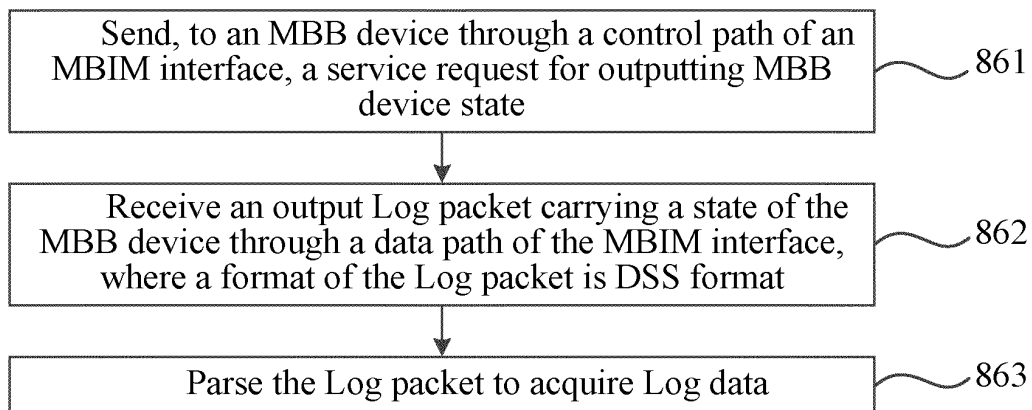 Send, to an MBB device through a control path of an
MBIM interface, a service request for outputting MBB
device state
861
Receive an output Log packet carrying a state of the
MBB device through a data path of the MBIM interface,
where a format of the Log packet is DSS format
862
Parse the Log packet to acquire Log data
863